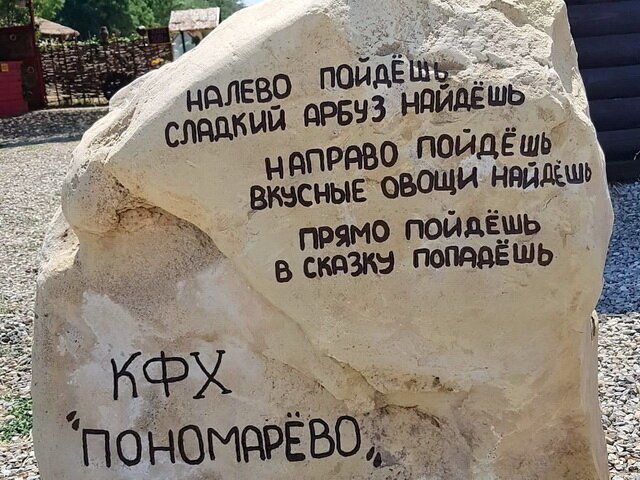 НАЛЕВО ПОЙДЁШЬ
СЛАДКИЙ АРБУЗ НАЙДЁШЬ
НАПРАВО ПОЙДЁШЬ
ВКУСНЫЕ ОВОЩИ НАЙДЁШЬ
ПРЯМО ПОЙДЁШЬ
В СКАЗКУ ПОПАДЁШЬ
КФХ
"ПОНОМАРЁВО"